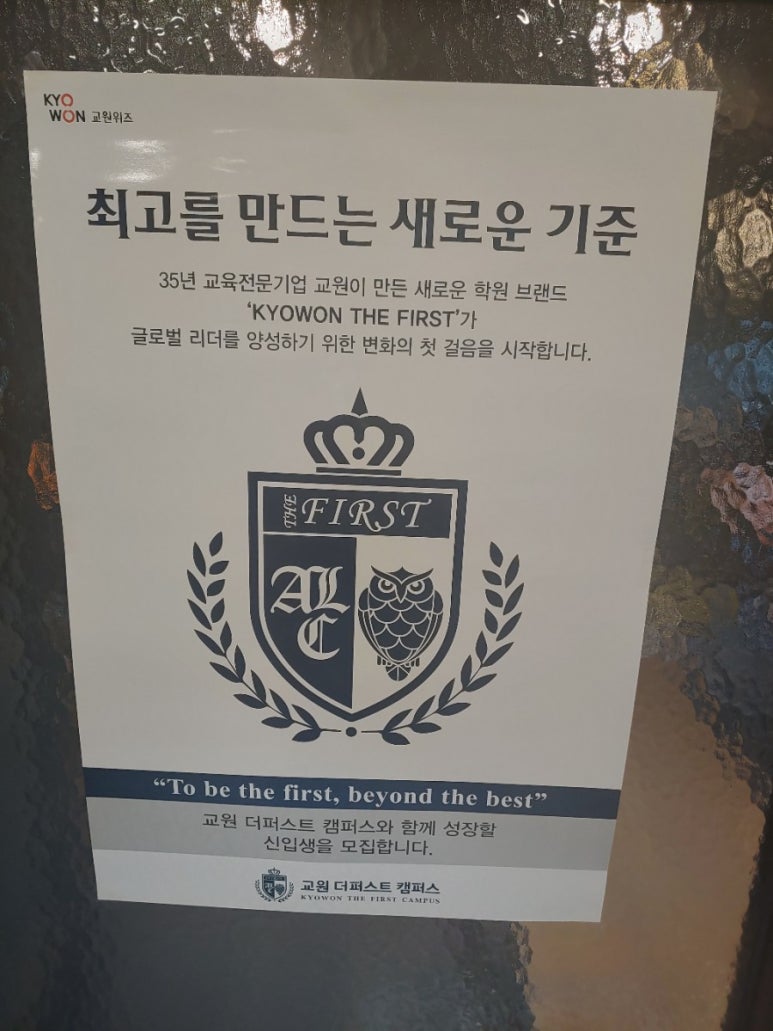 KYO
WON 교원위즈
최고를 만드는 새로운 기준
35년 교육전문기업 교원이 만든 새로운 학원 브랜드
‘KYOWON THE FIRST’가
글로벌 리더를 양성하기 위한 변화의 첫 걸음을 시작합니다.
THE FIRST
AL
C
“To be the first, beyond the best”
교원 더퍼스트 캠퍼스와 함께 성장할
신입생을 모집합니다.
교원 더퍼스트 캠퍼스
KYOWON THE FIRST CAMPUS